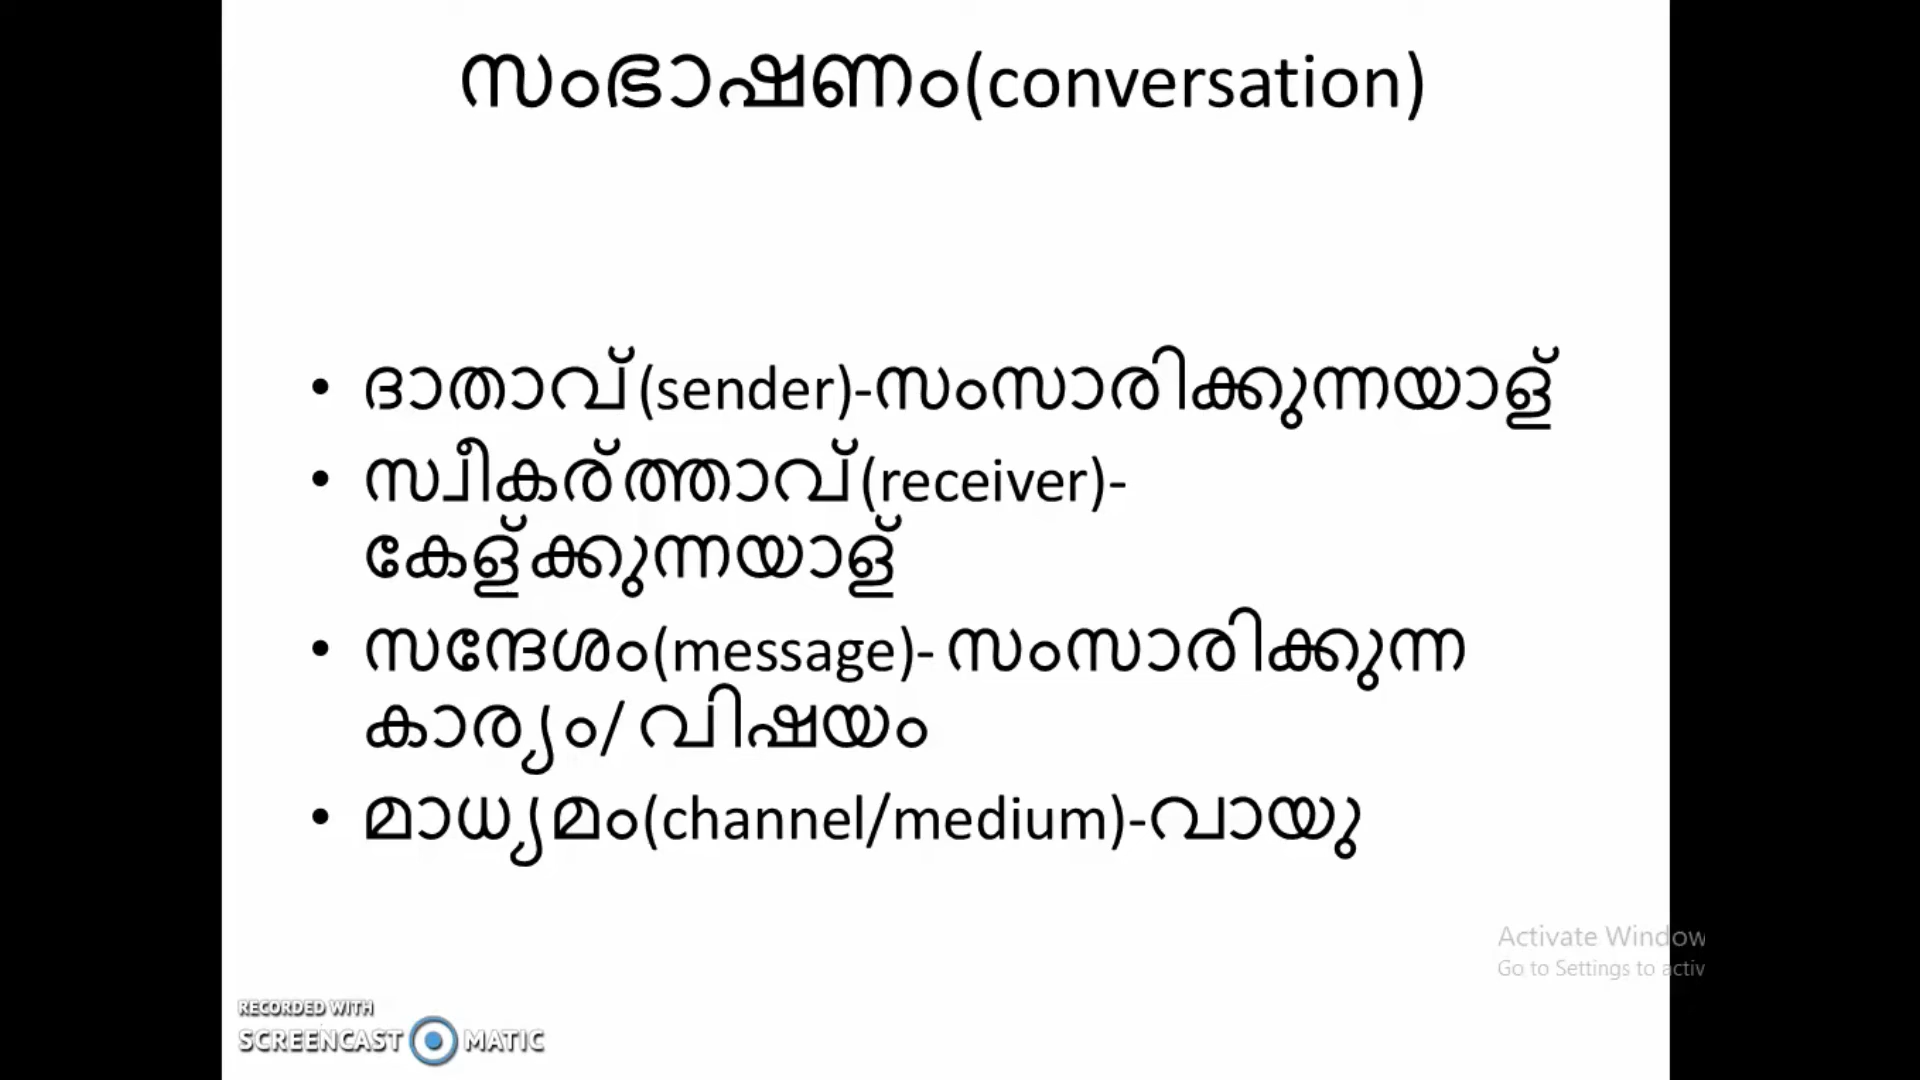 സംഭാഷണം(conversation)
• ദാതാവ്(sender)-സംസാരിക്കുന്നയാള്
• സ്വീകര്ത്താവ്(receiver)-
കേള്ക്കുന്നയാള്
• സന്ദേശം(message)- സംസാരിക്കുന്ന
കാര്യം/ വിഷയം
• മാധ്യമം(channel/medium)-വായു
Activate Window
Go to Settings to activ
RECORDED WITH
SCREENCAST MATIC